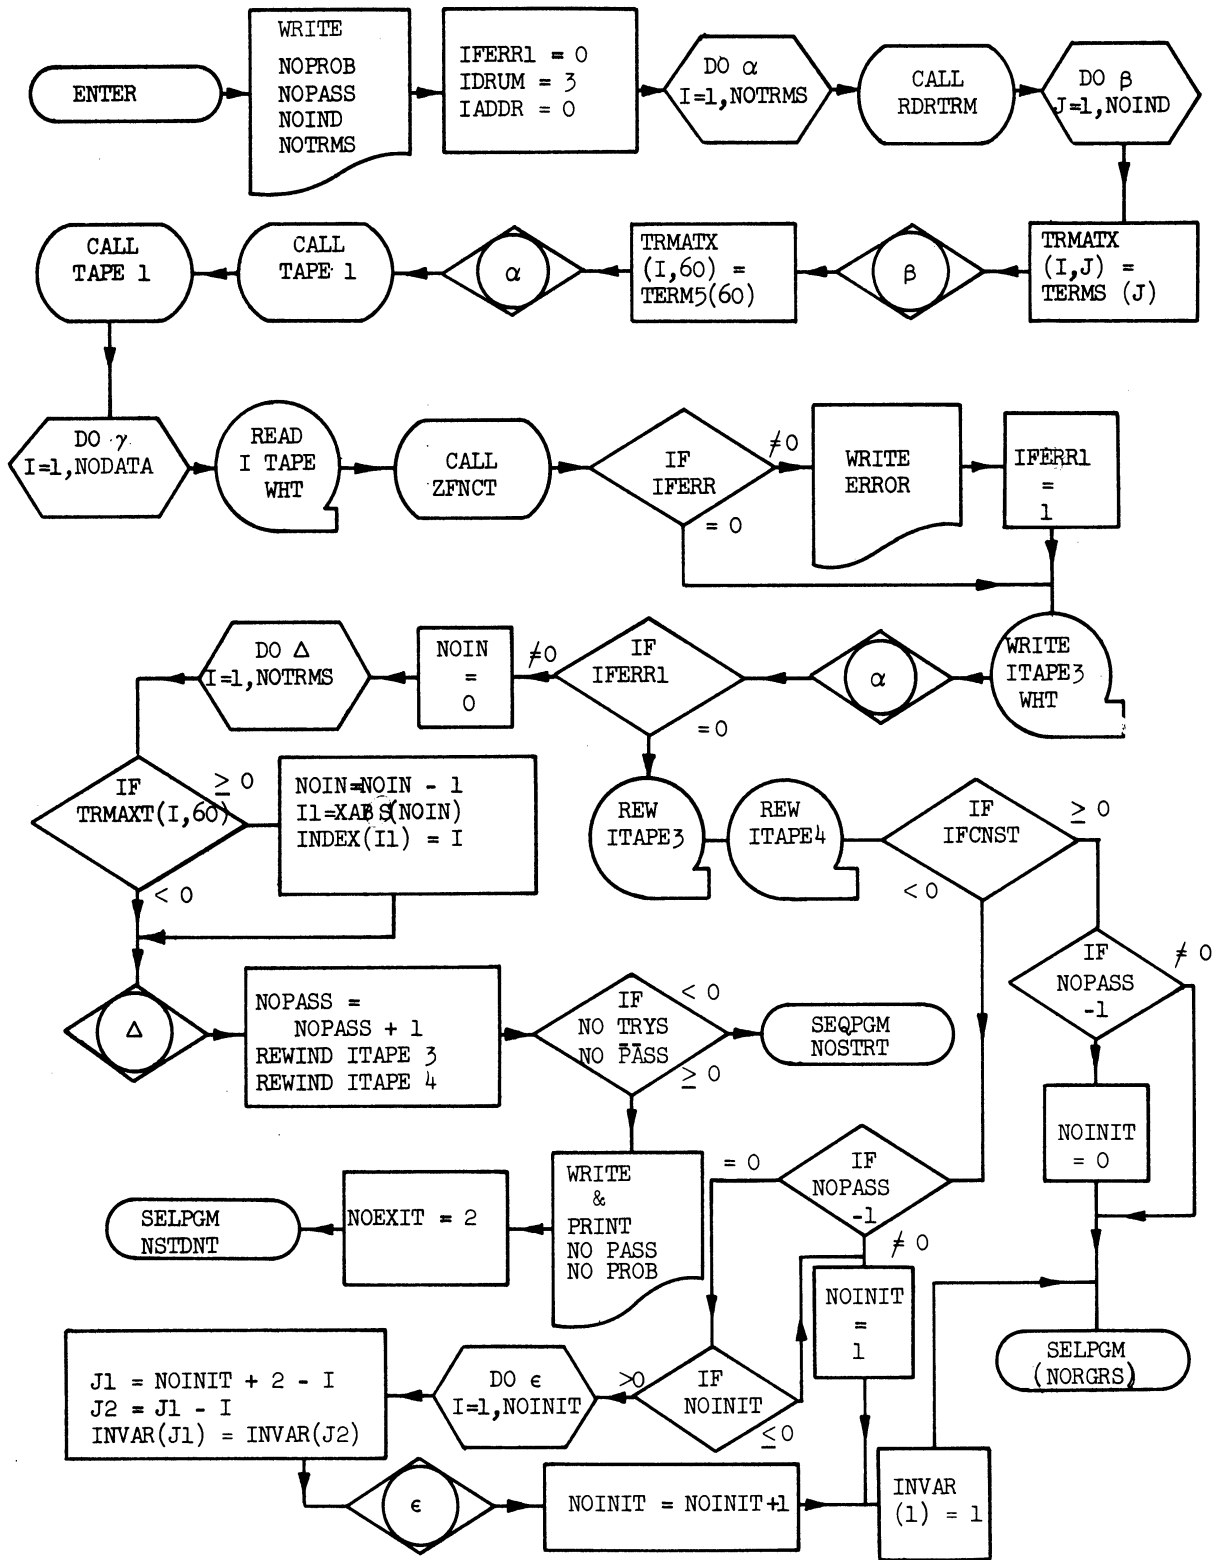 ENTER
WRITE
NOPROB
NOPASS
NOIND
NOTRMS
IFERR1 = 0
IDRUM = 3
IADDR = 0
DO α
I=1,NOTRMS
CALL
RDRTRM
DO β
J=1,NOIND
CALL
TAPE 1
CALL
TAPE 1
α
TRMATX
(I,60) =
TERM5(60)
β
TRMATX
(I,J) =
TERMS (J)
DO γ
I=1,NODATA
READ
I TAPE
WHT
CALL
ZFNCT
IF
IFERR
≠0
= 0
WRITE
ERROR
IFERR1
=
1
DO Δ
I=1,NOTRMS
NOIN
=
0
≠0
IF
IFERR1
=0
α
WRITE
ITAPE3
WHT
IF
TRMAXT(I,60)
≥ 0
< 0
NOIN=NOIN - 1
I1=XABS(NOIN)
INDEX(I1) = I
REW
ITAPE3
REW
ITAPE4
IF
IFCNST
≥ 0
< 0
IF
NOPASS
-1
≠ 0
Δ
NOPASS =
NOPASS + 1
REWIND ITAPE 3
REWIND ITAPE 4
IF
NO TRYS
--
NO PASS
< 0
≥ 0
SEQPGM
NOSTRT
NOINIT
= 0
SELPGM
NSTDNT
NOEXIT = 2
WRITE
&
PRINT
NO PASS
NO PROB
= 0
IF
NOPASS
-1
≠ 0
NOINIT
=
1
SELPGM
(NORGRS)
J1 = NOINIT + 2 - I
J2 = J1 - I
INVAR(J1) = INVAR(J2)
DO ϵ
I=1,NOINIT
>0
IF
NOINIT
≤0
ϵ
NOINIT = NOINIT+1
INVAR
(1) = 1